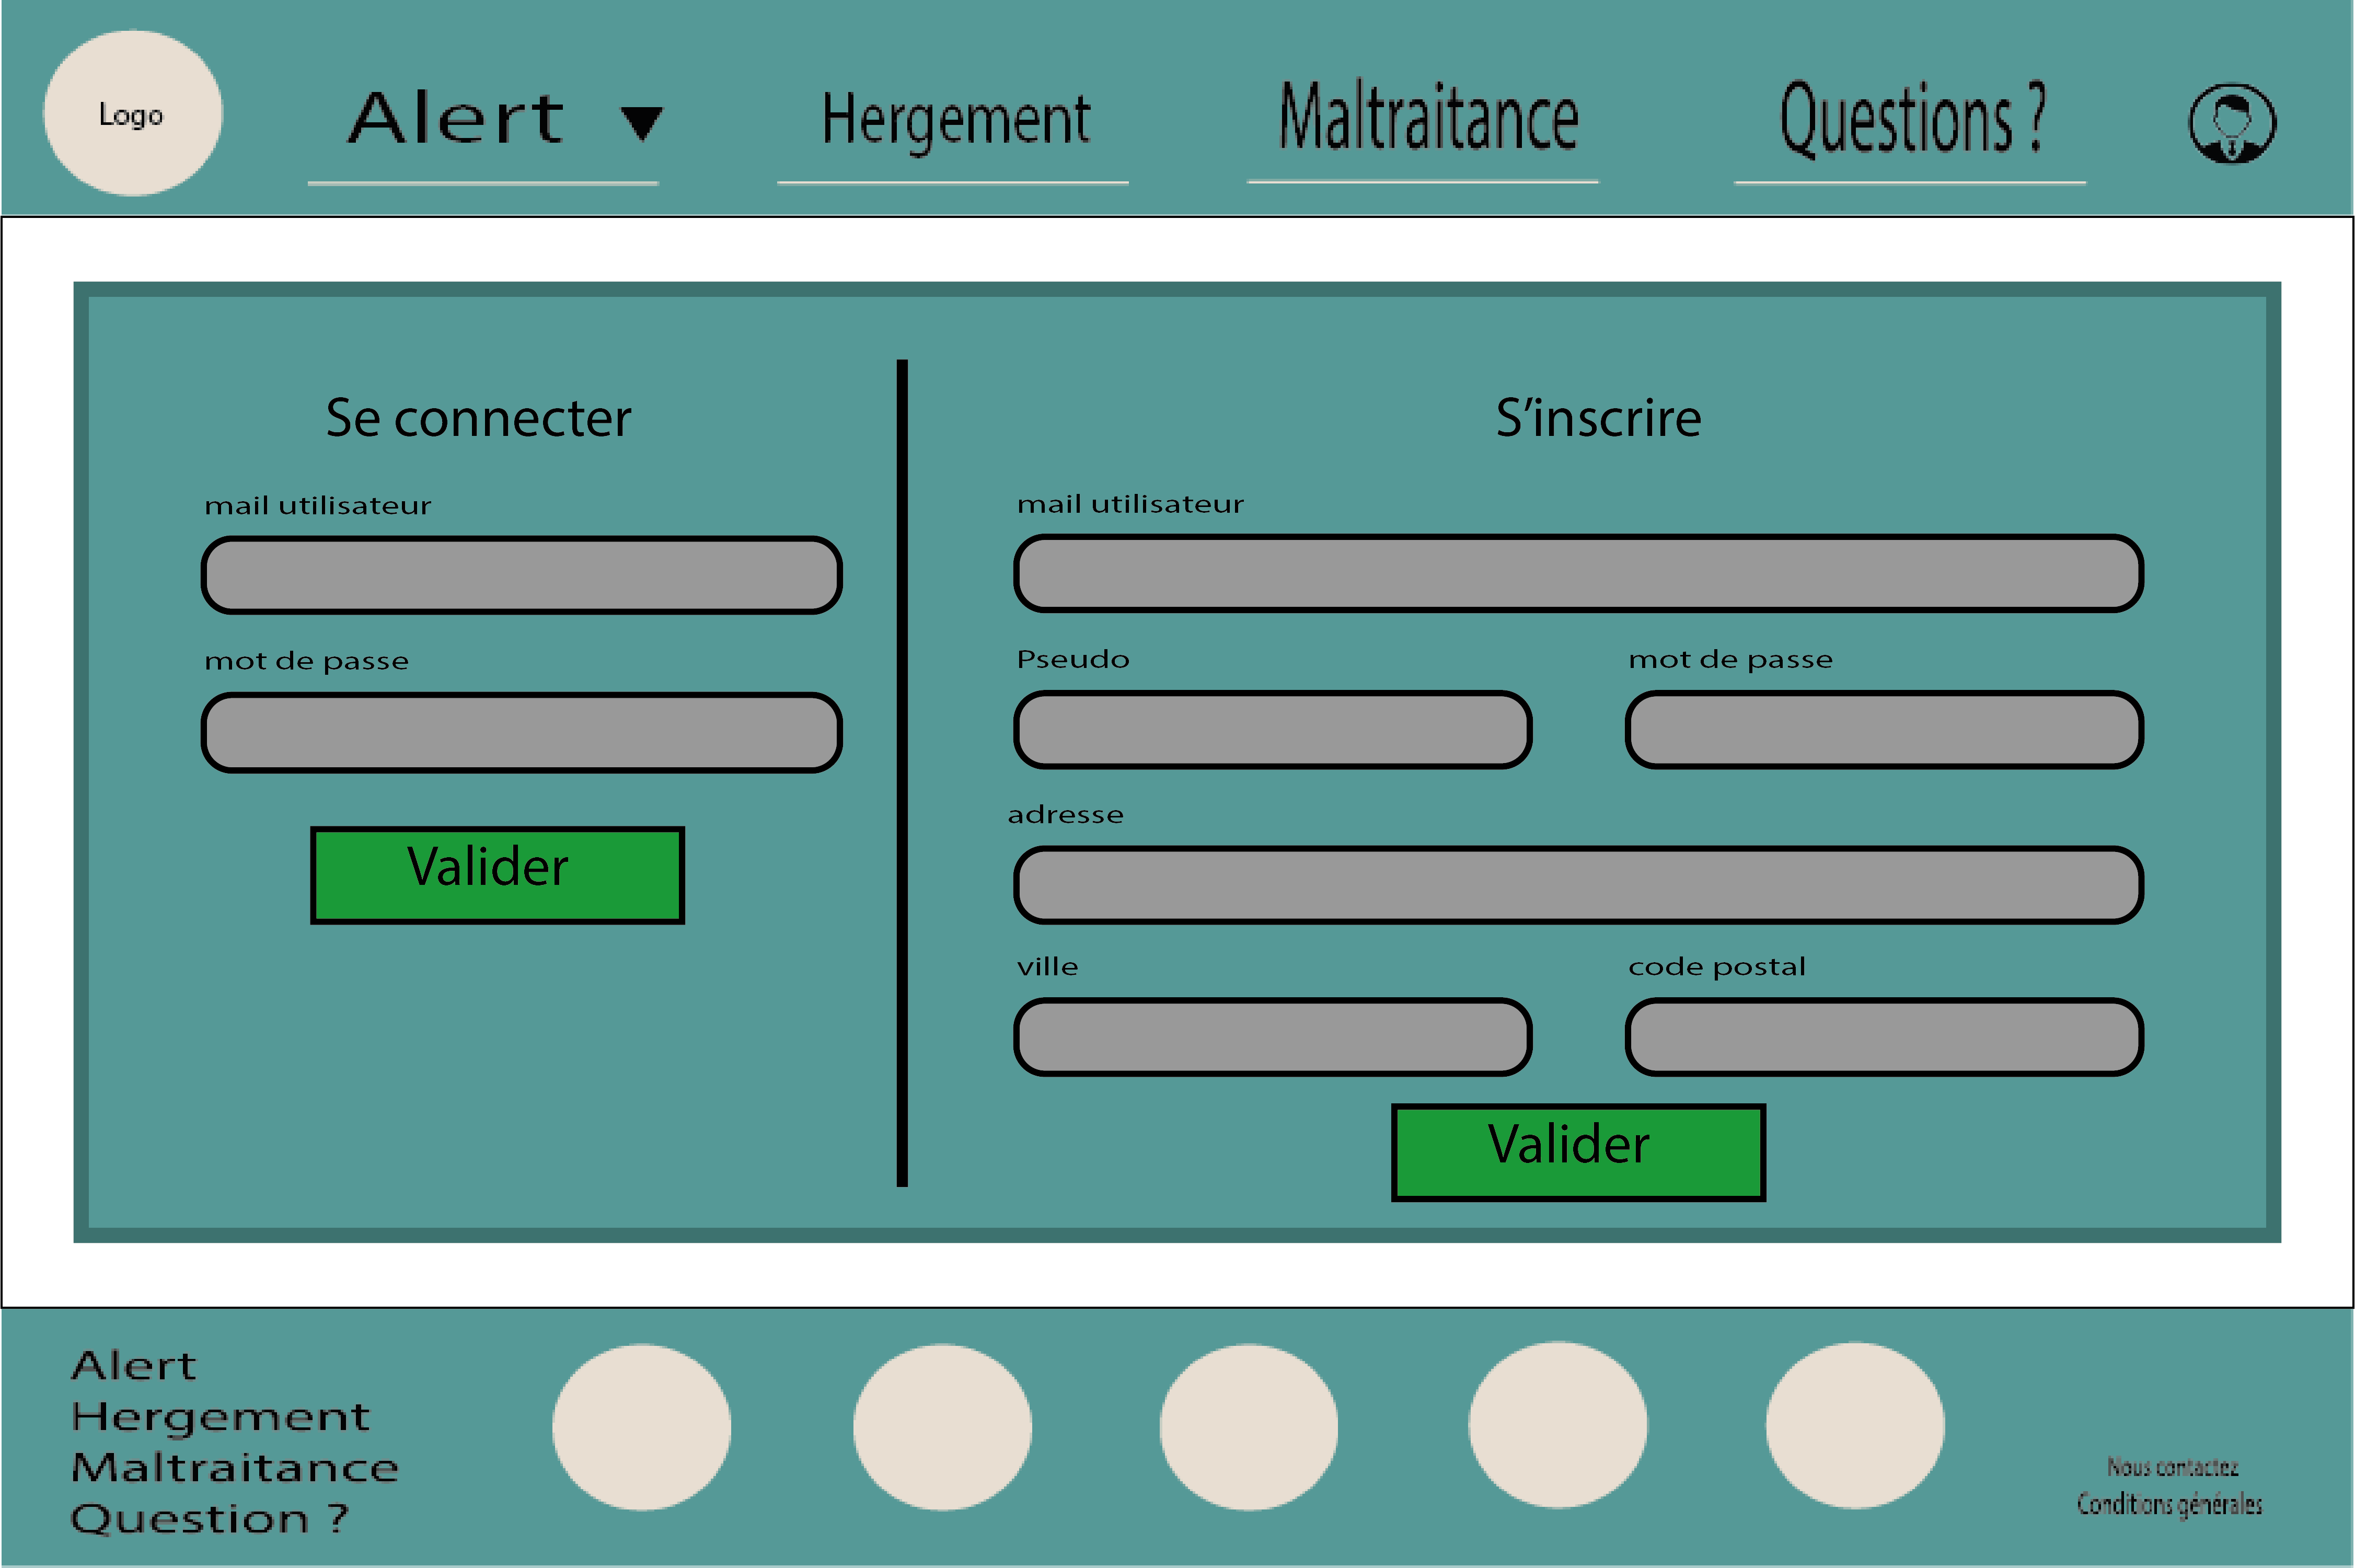 Logo
Alert
Hergement
Maltraitance
Questions ?
Se connecter
mail utilisateur
mot de passe
Valider
S'inscrire
mail utilisateur
Pseudo
mot de passe
adresse
ville
code postal
Valider
Alert
Hergement
Maltraitance
Question ?
Nous contactez
Conditions générales